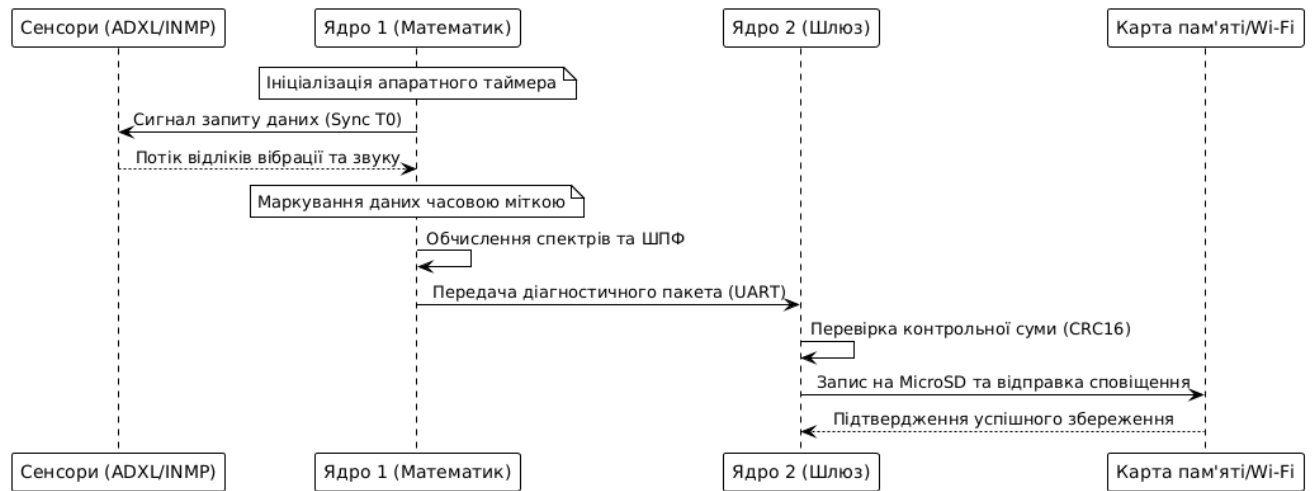 Сенсори (ADXL/INMP)
Ядро 1 (Математик)
Ядро 2 (Шлюз)
Карта пам'яті/Wi-Fi
Ініціалізація апаратного таймера
Сигнал запиту даних (Sync T0)
Потік відліків вібрації та звуку
Маркування даних часовою міткою
Обчислення спектрів та ШПФ
Передача діагностичного пакета (UART)
Перевірка контрольної суми (CRC16)
Запис на MicroSD та відправка сповіщення
Підтвердження успішного збереження
Сенсори (ADXL/INMP)
Ядро 1 (Математик)
Ядро 2 (Шлюз)
Карта пам'яті/Wi-Fi